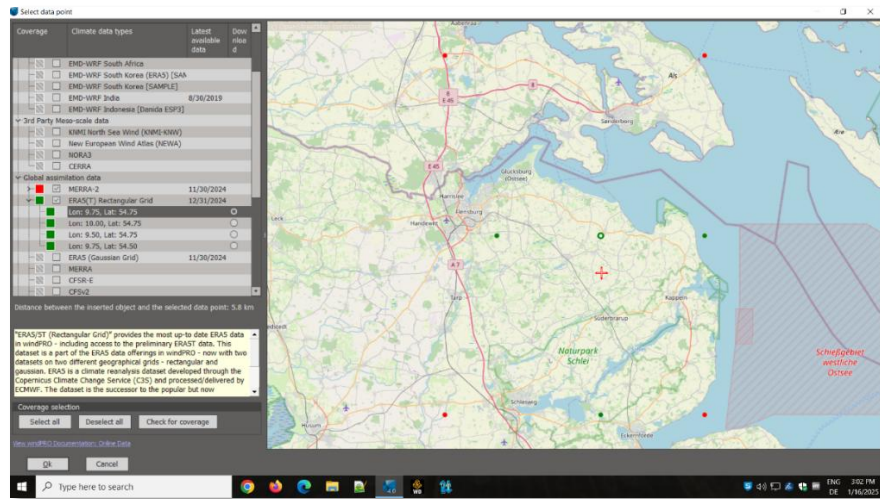 Select data point
Coverage
Climate data types
Latest available data
Dow nloa d
EMD-WRF South Africa
EMD-WRF South Korea (ERA5) [SAM
EMD-WRF South Korea [SAMPLE]
EMD-WRF India 8/30/2019
EMD-WRF Indonesia [Danida ESP3]
3rd Party Meso-scale data
KNMI North Sea Wind (KNMI-KNW)
New European Wind Atlas (NEWA)
NORA3
CERRA
Global assimilation data
MERRA-2 11/30/2024
ERA5(T) Rectangular Grid 12/31/2024
Lon: 9.75, Lat: 54.75
Lon: 10.00, Lat: 54.75
Lon: 9.50, Lat: 54.75
Lon: 9.75, Lat: 54.50
ERA5 (Gaussian Grid) 11/30/2024
MERRA
CFSR-E
CFSv2
Distance between the inserted object and the selected data point: 5.8 km
"ERA5/5T (Rectangular Grid)" provides the most up-to date ERA5 data
in windPRO - including access to the preliminary ERA5T data. This
dataset is a part of the ERA5 data offerings in windPRO - now with two
datasets on two different geographical grids - rectangular and
gaussian. ERA5 is a climate reanalysis dataset developed through the
Copernicus Climate Change Service (C3S) and processed/delivered by
ECMWF. The dataset is the successor to the popular but now
Coverage selection
Select all
Deselect all
Check for coverage
View windPRO Documentation: Online Data
Ok
Cancel
Aabenraa
Als
8
E 45
8
Sønderborg
Ærø
E 45
Glücksburg
(Ostsee)
Harrislee
Flensburg
Leck
Handewitt
A 7
Tarp
Kappeln
Süderbrarup
Naturpark
Schlei
Schießgebiet
westliche
Ostsee
Schleswig
Husum
Eckernförde
Type here to search
ENG
DE
3:02 PM
1/16/2025